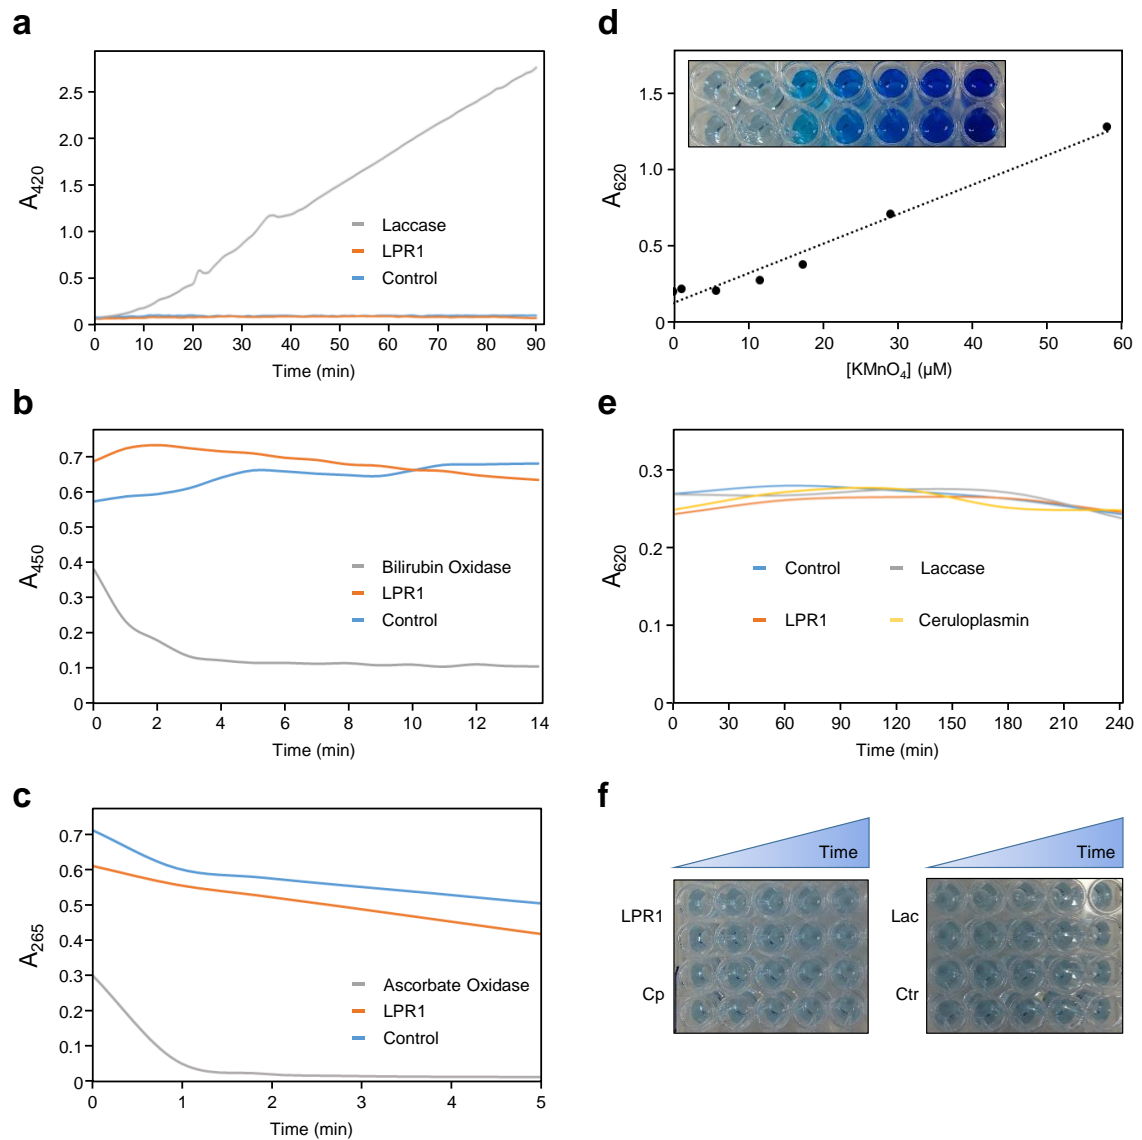 a
A420
2.5
2.0
1.5
1.0
0.5
0
Laccase
LPR1
Control
0 10 20 30 40 50 60 70 80 90
Time (min)
b
A450
0.7
0.6
0.5
0.4
0.3
0.2
0.1
0
Bilirubin Oxidase
LPR1
Control
0 2 4 6 8 10 12 14
Time (min)
c
A265
0.7
0.6
0.5
0.4
0.3
0.2
0.1
0
Ascorbate Oxidase
LPR1
Control
0 1 2 3 4 5
Time (min)
d
A620
1.5
1.0
0.5
0
0 10 20 30 40 50 60
[KMnO4] (µM)
e
A620
0.3
0.2
0.1
0
Control Laccase
LPR1 Ceruloplasmin
0 30 60 90 120 150 180 210 240
Time (min)
f
Time
LPR1
Cp
Time
Lac
Ctr